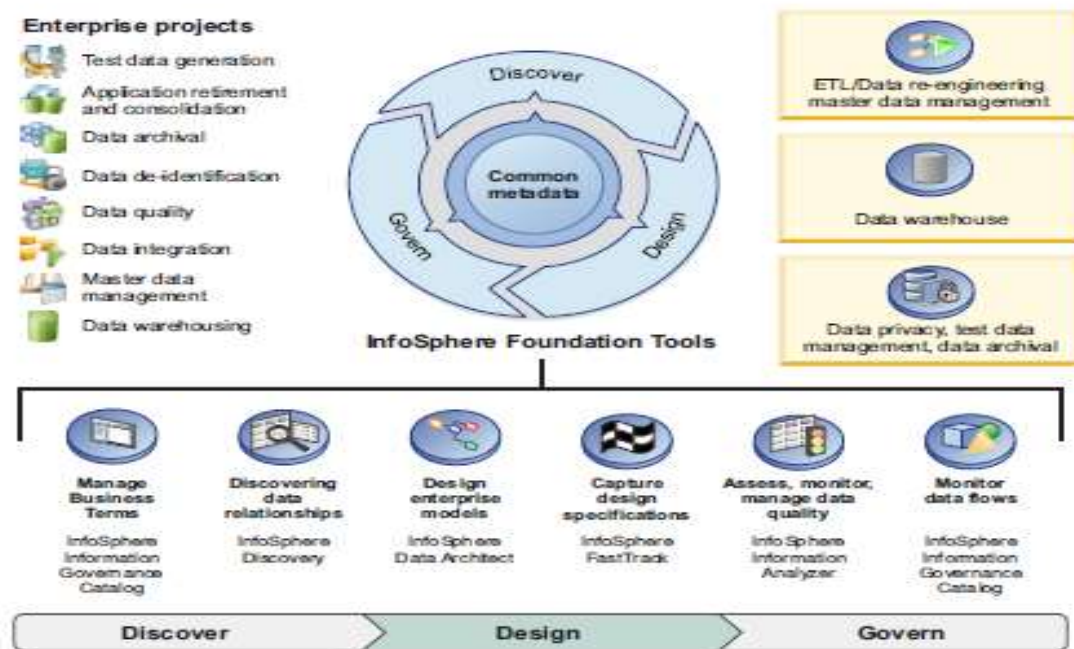 Enterprise projects
Test data generation
Application retirement
and consolidation
Data archival
Data de-identification
Data quality
Data integration
Master data
management
Data warehousing
Discover
Design
Govern
Common
metadata
InfoSphere Foundation Tools
ETL/Data re-engineering
master data management
Data warehouse
Data privacy, test data
management, data archival
Manage
Business
Terms
InfoSphere
Information
Governance
Catalog
Discovering
data
relationships
InfoSphere
Discovery
Design
enterprise
models
InfoSphere
Data Architect
Capture
design
specifications
InfoSphere
FastTrack
Assess, monitor,
manage data
quality
InfoSphere
Information
Analyzer
Monitor
data flows
InfoSphere
Information
Governance
Catalog
Discover
Design
Govern